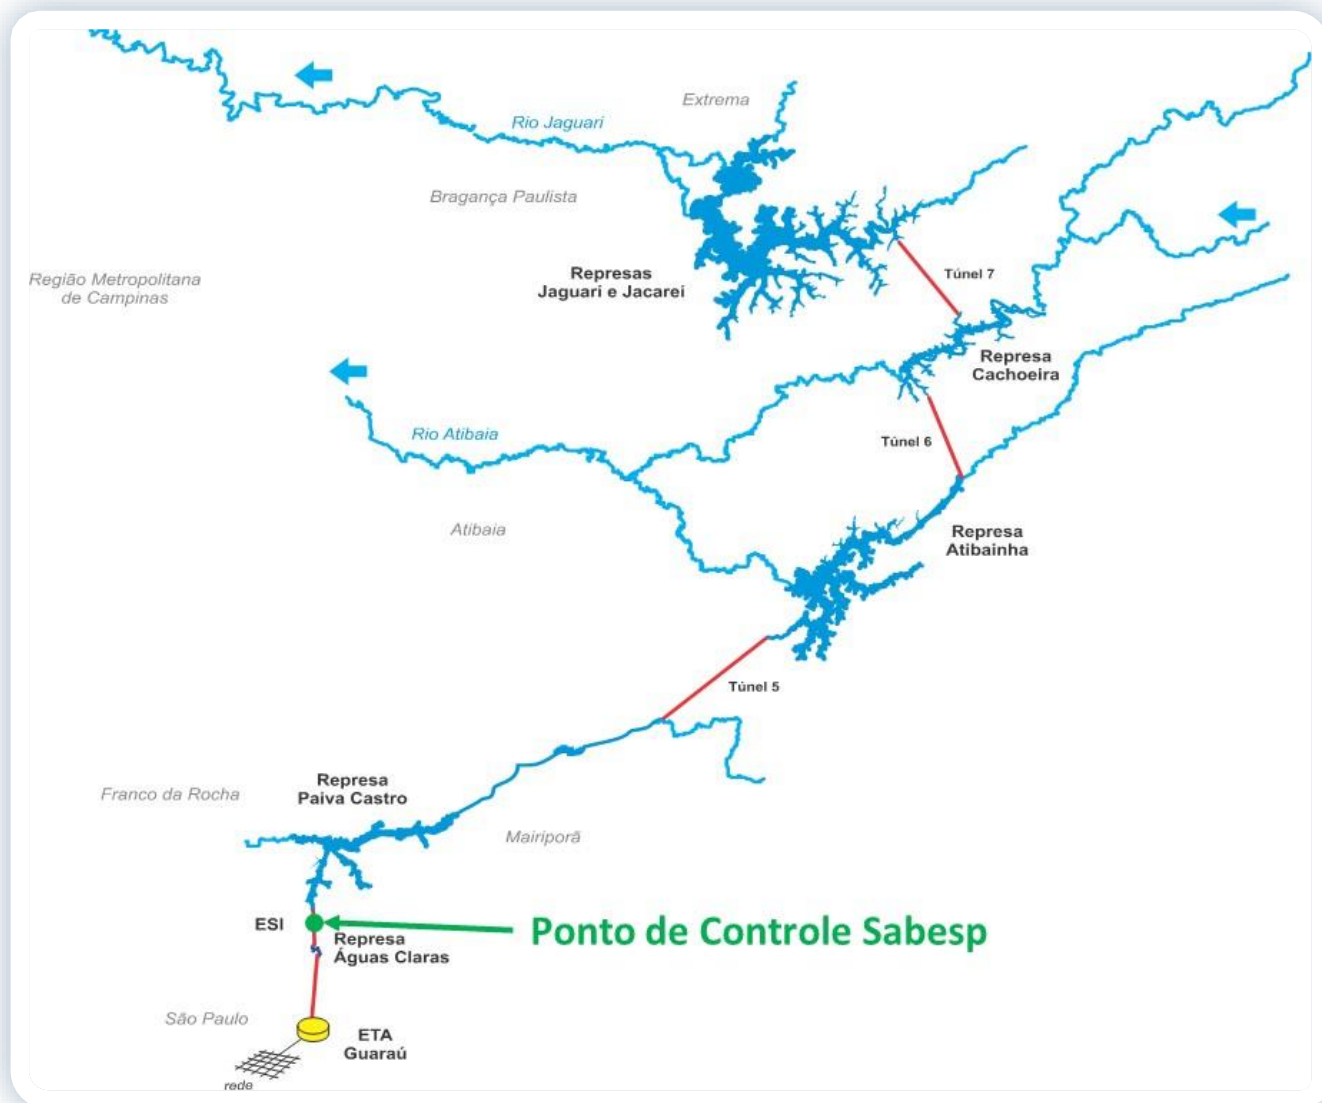 Extrema
Rio Jaguari
Bragança Paulista
Região Metropolitana
de Campinas
Represas
Jaguari e Jacarei
Túnel 7
Represa
Cachoeira
Rio Atibaia
Túnel 6
Atibaia
Represa
Atibainha
Túnel 5
Represa
Paiva Castro
Franco da Rocha
Mairiporã
ESI
Ponto de Controle Sabesp
Represa
Águas Claras
São Paulo
ETA
Guaraú
rede